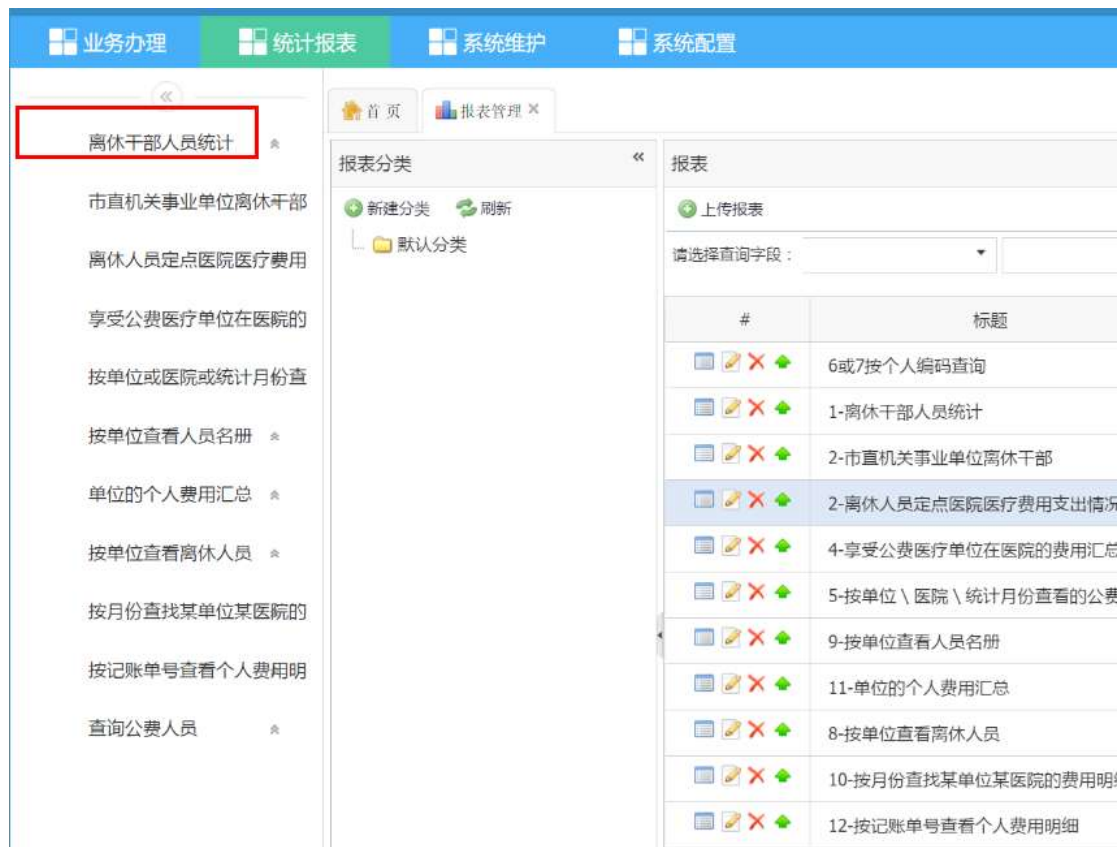 业务办理 统计报表 系统维护 系统配置
首 页 报表管理
离休干部人员统计
市直机关事业单位离休干部
离休人员定点医院医疗费用
享受公费医疗单位在医院的
按单位或医院或统计月份查
按单位查看人员名册
单位的个人费用汇总
按单位查看离休人员
按月份查找某单位某医院的
按记账单号查看个人费用明
查询公费人员
报表分类
新建分类 刷新
默认分类
报表
上传报表
请选择查询字段:
# 标题
6或7按个人编码查询
1-离休干部人员统计
2-市直机关事业单位离休干部
2-离休人员定点医院医疗费用支出情况
4-享受公费医疗单位在医院的费用汇总
5-按单位\医院\统计月份查看的公费
9-按单位查看人员名册
11-单位的个人费用汇总
8-按单位查看离休人员
10-按月份查找某单位某医院的费用明细
12-按记账单号查看个人费用明细